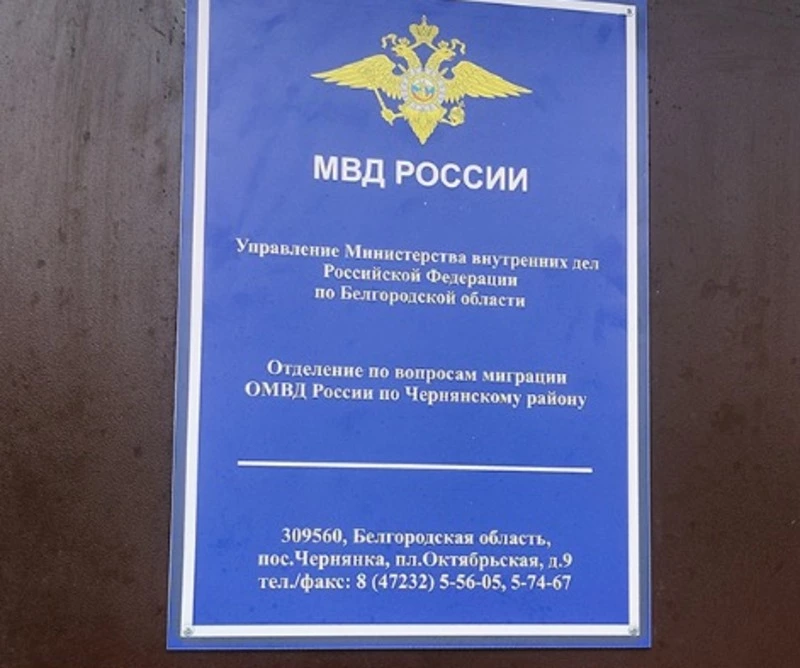 МВД РОССИИ
Управление Министерства внутренних дел
Российской Федерации
по Белгородской области
Отделение по вопросам миграции
ОМВД России по Чернянскому району
309560, Белгородская область,
пос.Чернянка, пл.Октябрьская, д.9
тел./факс: 8 (47232) 5-56-05, 5-74-67